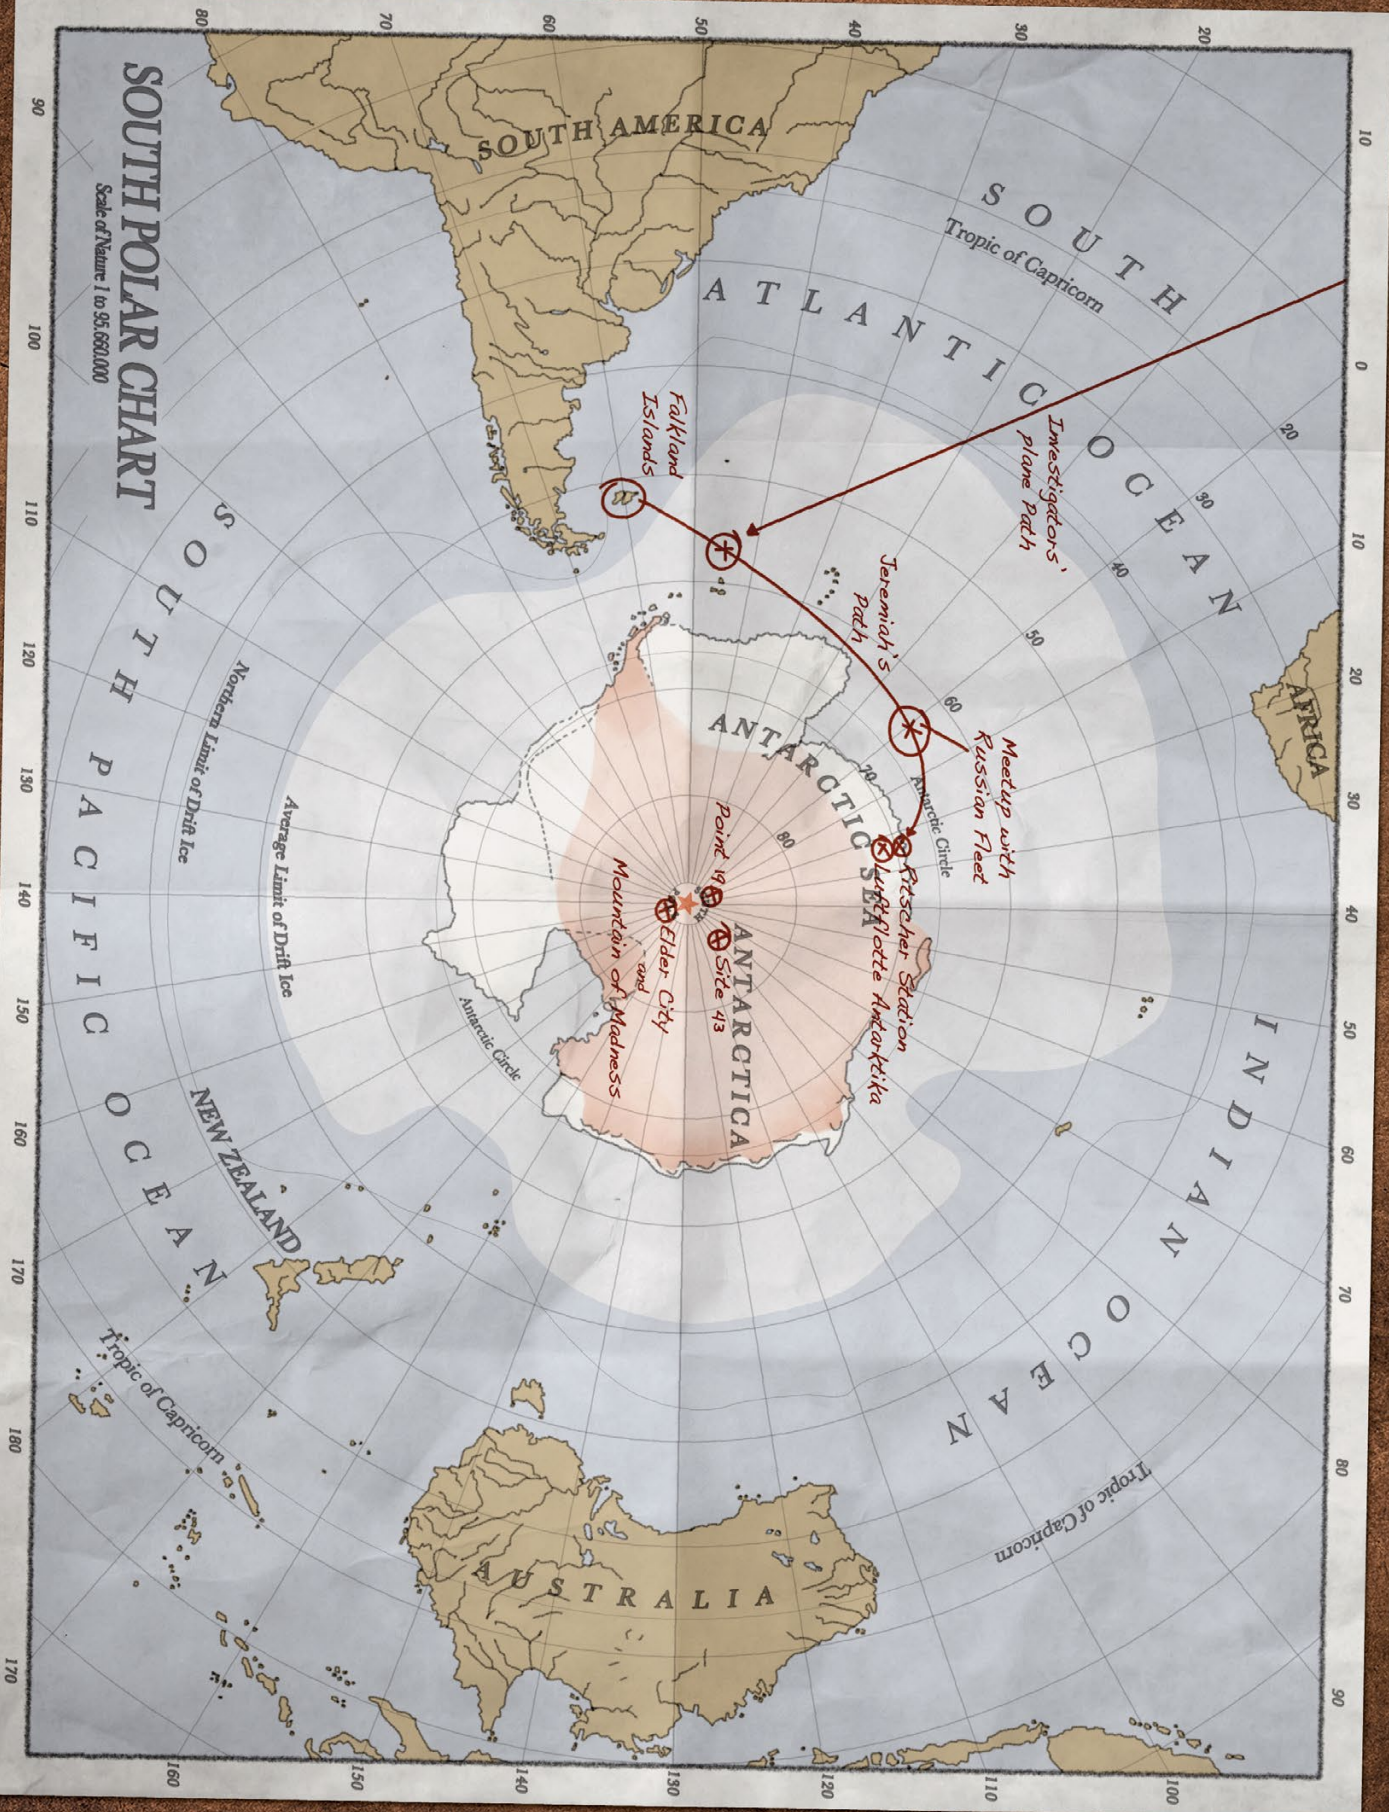 SOUTH POLAR CHART
Scale of Nature 1 to 95.660.000
80
70
60
50
40
30
20
10
0
10
20
30
40
50
60
70
80
90
90
100
110
120
130
140
150
160
170
180
170
160
150
140
130
120
110
100
SOUTH AMERICA
SOUTH
ATLANTIC OCEAN
Tropic of Capricorn
20
30
40
50
60
70
80
Investigators'
plane Path
Falkland
Islands
Jeremiah's
Path
Meetup with
Russian Fleet
AFRICA
ANTARCTIC SEA
Antarctic Circle
Ritscher Station
Luftflotte Antarktika
Point 19
Site 43
Elder City
and
Mountain of Madness
ANTARCTICA
Antarctic Circle
SOUTH PACIFIC OCEAN
Northern Limit of Drift Ice
Average Limit of Drift Ice
NEW ZEALAND
Tropic of Capricorn
INDIAN OCEAN
Tropic of Capricorn
AUSTRALIA